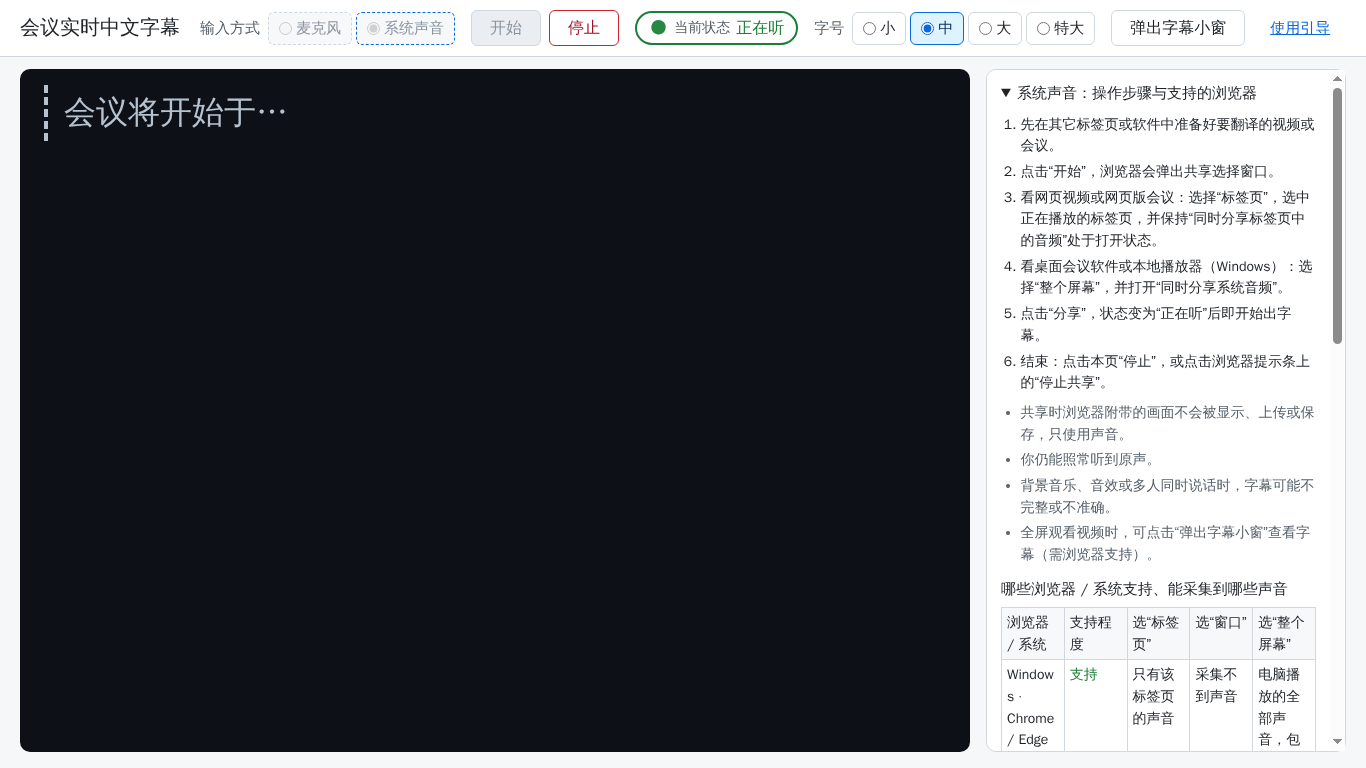 会议实时中文字幕
输入方式
麦克风
系统声音
开始
停止
当前状态 正在听
字号
小
中
大
特大
弹出字幕小窗
使用引导
会议将开始于…
▼ 系统声音：操作步骤与支持的浏览器
1. 先在其它标签页或软件中准备好要翻译的视频或
会议。
2. 点击“开始”，浏览器会弹出共享选择窗口。
3. 看网页视频或网页版会议：选择“标签页”，选中
正在播放的标签页，并保持“同时分享标签页中
的音频”处于打开状态。
4. 看桌面会议软件或本地播放器（Windows）：选
择“整个屏幕”，并打开“同时分享系统音频”。
5. 点击“分享”，状态变为“正在听”后即开始出字
幕。
6. 结束：点击本页“停止”，或点击浏览器提示条上
的“停止共享”。
• 共享时浏览器附带的画面不会被显示、上传或保
存，只使用声音。
• 你仍能照常听到原声。
• 背景音乐、音效或多人同时说话时，字幕可能不
完整或不准确。
• 全屏观看视频时，可点击“弹出字幕小窗”查看字
幕（需浏览器支持）。
哪些浏览器 / 系统支持、能采集到哪些声音
浏览器
/ 系统
支持程
度
选“标签
页”
选“窗口”
选“整个
屏幕”
Window
s ·
Chrome
/ Edge
支持
只有该
标签页
的声音
采集不
到声音
电脑播
放的全
部声
音，包